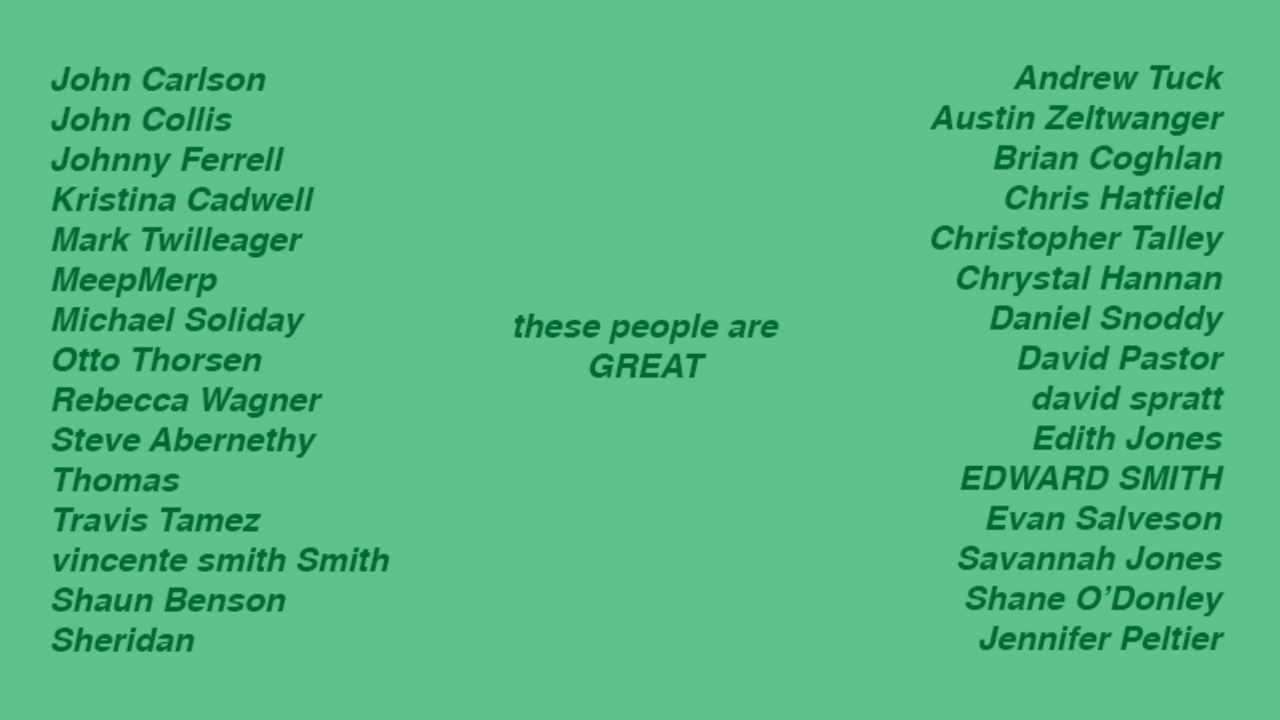 John Carlson
John Collis
Johnny Ferrell
Kristina Cadwell
Mark Twilleager
MeepMerp
Michael Soliday
Otto Thorsen
Rebecca Wagner
Steve Abernethy
Thomas
Travis Tamez
vincente smith Smith
Shaun Benson
Sheridan
these people are
GREAT
Andrew Tuck
Austin Zeltwanger
Brian Coghlan
Chris Hatfield
Christopher Talley
Chrystal Hannan
Daniel Snoddy
David Pastor
david spratt
Edith Jones
EDWARD SMITH
Evan Salveson
Savannah Jones
Shane O’Donley
Jennifer Peltier